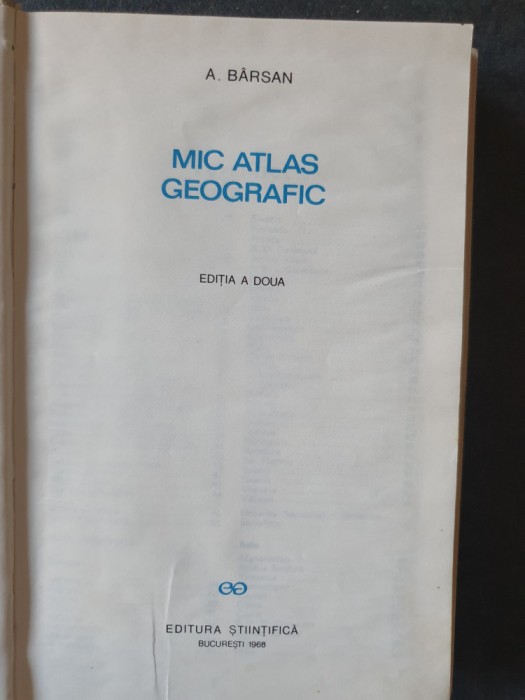 A. BÂRSAN
MIC ATLAS
GEOGRAFIC
EDIȚIA A DOUA
EDITURA ȘTIINȚIFICĂ
BUCUREȘTI 1968